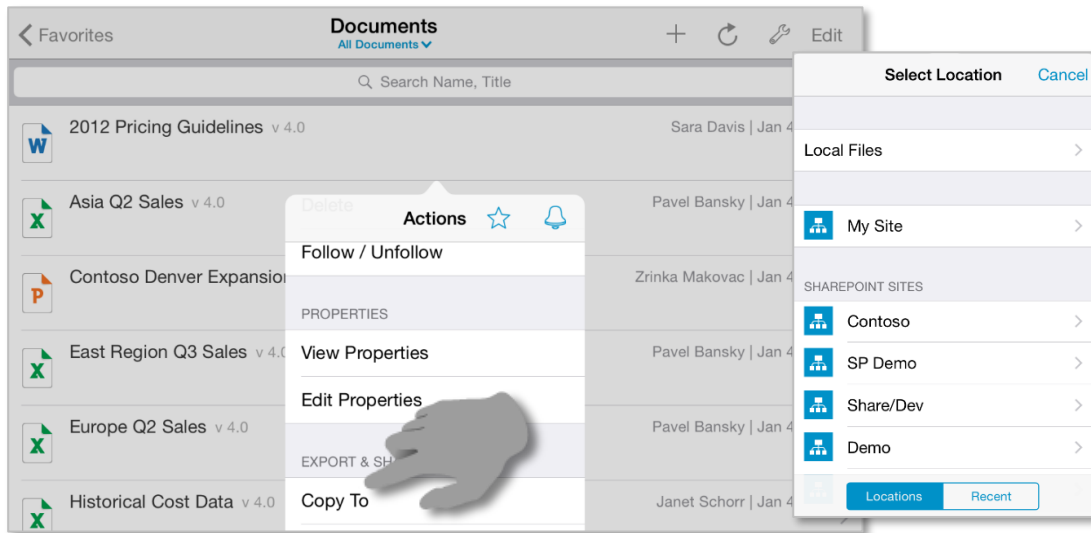 Favorites
Documents
All Documents
Edit
Search Name, Title
2012 Pricing Guidelines v 4.0
Sara Davis | Jan 4
Asia Q2 Sales v 4.0
Pavel Bansky | Jan 4
Contoso Denver Expansion
Zrinka Makovac | Jan 4
East Region Q3 Sales v 4.0
Pavel Bansky | Jan 4
Europe Q2 Sales v 4.0
Pavel Bansky | Jan 4
Historical Cost Data v 4.0
Janet Schorr | Jan 4
Delete
Actions
Follow / Unfollow
PROPERTIES
View Properties
Edit Properties
EXPORT & SH
Copy To
Select Location
Cancel
Local Files
My Site
SHAREPOINT SITES
Contoso
SP Demo
Share/Dev
Demo
Locations
Recent